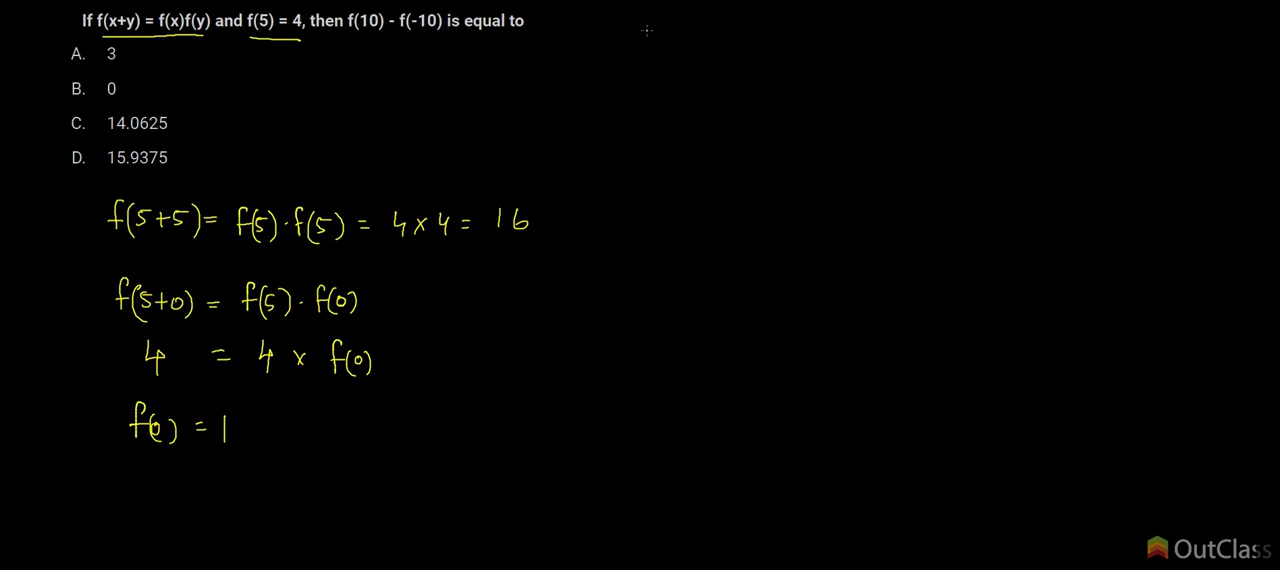 If f(x+y) = f(x)f(y) and f(5) = 4, then f(10) - f(-10) is equal to
A. 3
B. 0
C. 14.0625
D. 15.9375
f(5+5) = f(5) · f(5) = 4 × 4 = 16
f(5+0) = f(5) · f(0)
4 = 4 × f(0)
f(0) = 1
OutClass